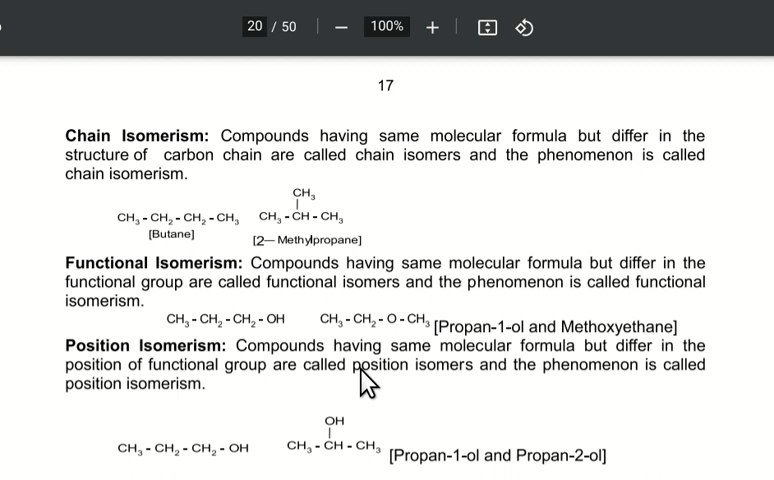 20 / 50 | — 100% + |
17
Chain Isomerism: Compounds having same molecular formula but differ in the
structure of carbon chain are called chain isomers and the phenomenon is called
chain isomerism.
CH₃
|
CH₃ - CH₂ - CH₂ - CH₃ CH₃ - CH - CH₃
[Butane] [2— Methylpropane]
Functional Isomerism: Compounds having same molecular formula but differ in the
functional group are called functional isomers and the phenomenon is called functional
isomerism.
CH₃ - CH₂ - CH₂ - OH CH₃ - CH₂ - O - CH₃ [Propan-1-ol and Methoxyethane]
Position Isomerism: Compounds having same molecular formula but differ in the
position of functional group are called position isomers and the phenomenon is called
position isomerism.
OH
|
CH₃ - CH₂ - CH₂ - OH CH₃ - CH - CH₃ [Propan-1-ol and Propan-2-ol]